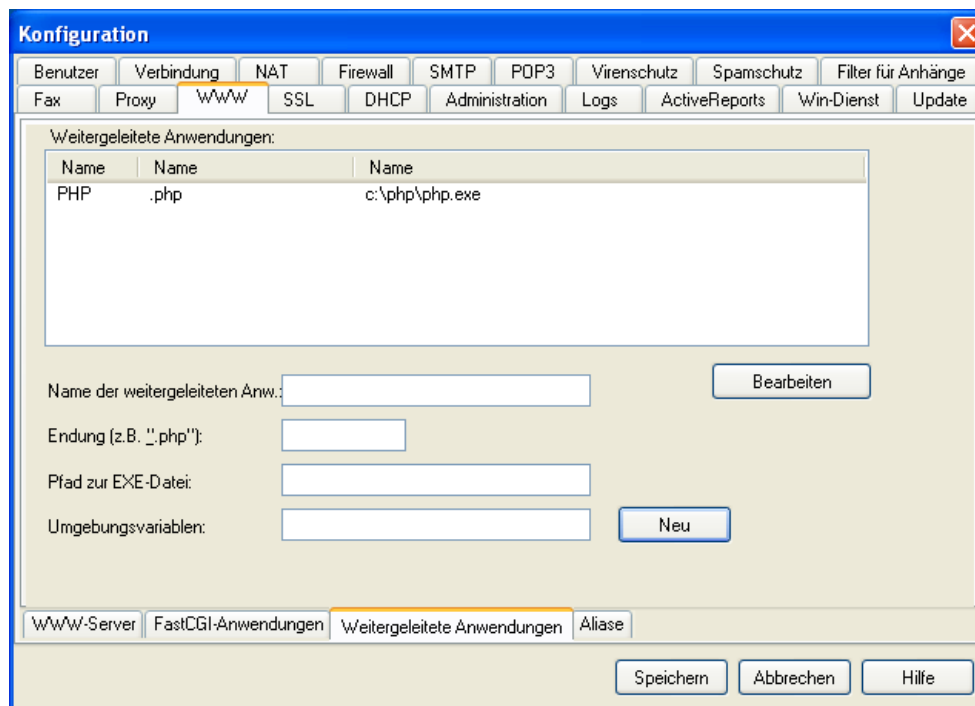 Konfiguration
Benutzer Verbindung NAT Firewall SMTP POP3 Virenschutz Spamschutz Filter für Anhänge
Fax Proxy WWW SSL DHCP Administration Logs ActiveReports Win-Dienst Update
Weitergeleitete Anwendungen:
Name Name Name
PHP .php c:\php\php.exe
Bearbeiten
Name der weitergeleiteten Anw.:
Endung (z.B. ".php"):
Pfad zur EXE-Datei:
Umgebungsvariablen: Neu
WWW-Server FastCGI-Anwendungen Weitergeleitete Anwendungen Aliase
Speichern Abbrechen Hilfe